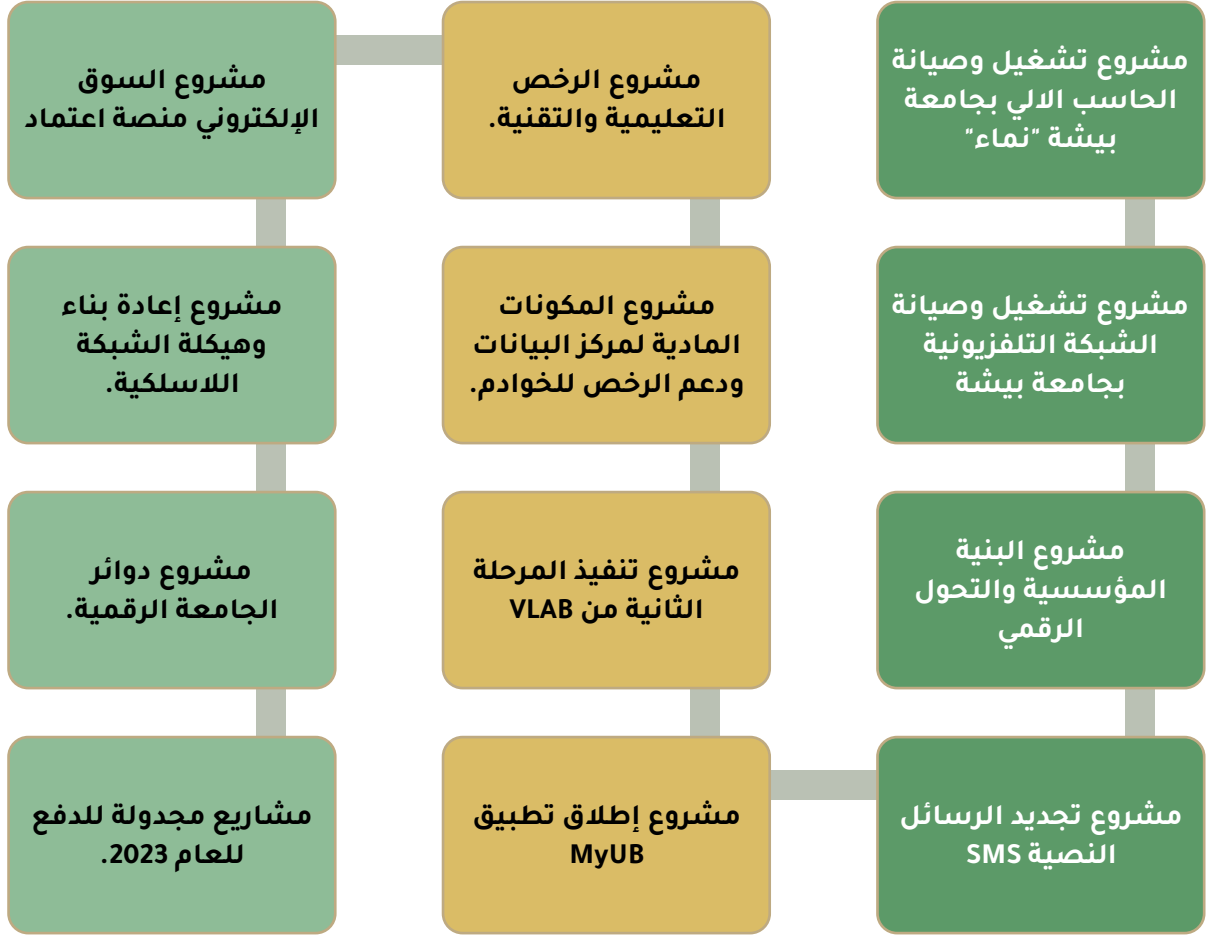 مشروع تشغيل وصيانة
الحاسب الالي بجامعة
بيشة "نماء"
مشروع تشغيل وصيانة
الشبكة التلفزيونية
بجامعة بيشة
مشروع البنية
المؤسسية والتحول
الرقمي
مشروع تجديد الرسائل
النصية SMS
مشروع إطلاق تطبيق
MyUB
مشروع تنفيذ المرحلة
الثانية من VLAB
مشروع المكونات
المادية لمركز البيانات
ودعم الرخص للخوادم.
مشروع الرخص
التعليمية والتقنية.
مشروع السوق
الإلكتروني منصة اعتماد
مشروع إعادة بناء
وهيكلة الشبكة
اللاسلكية.
مشروع دوائر
الجامعة الرقمية.
مشاريع مجدولة للدفع
للعام 2023.